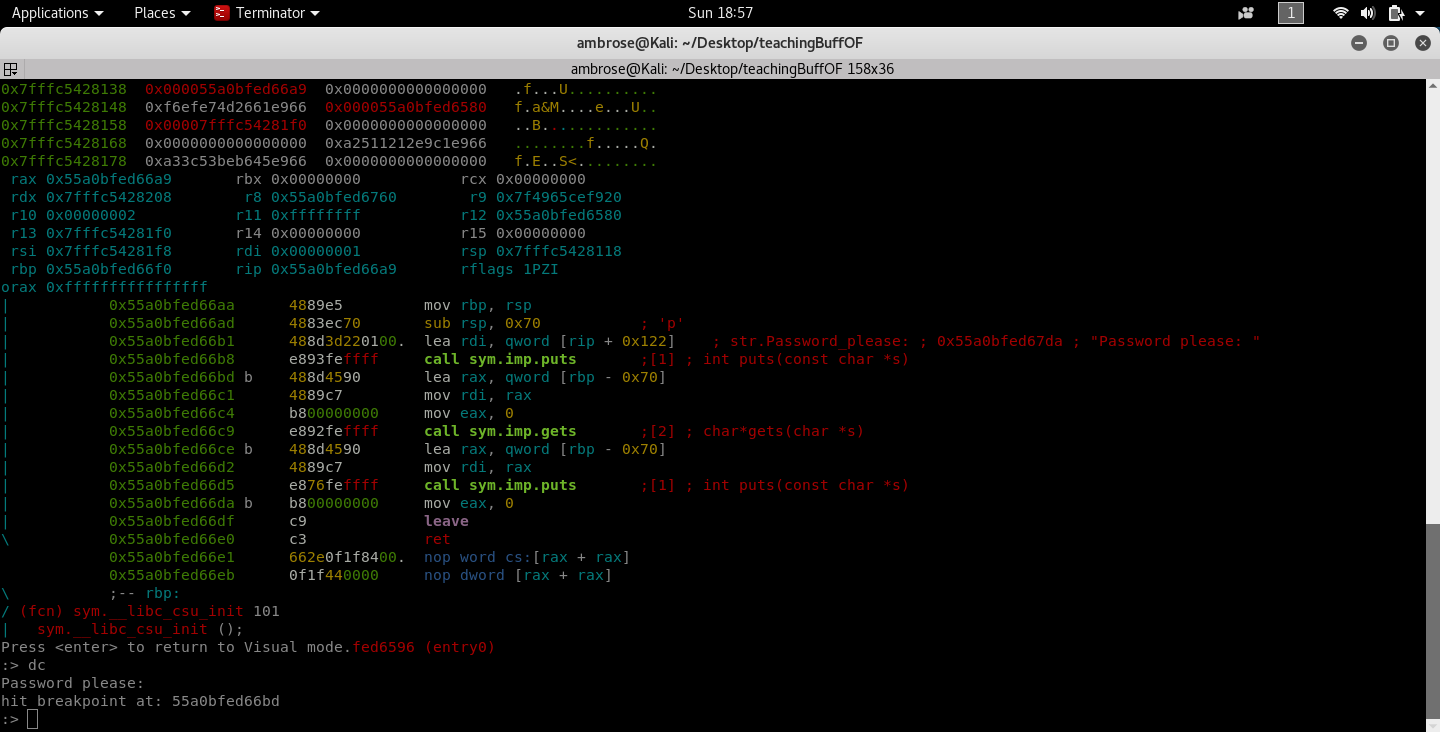 Applications Places Terminator Sun 18:57 1
ambrose@Kali: ~/Desktop/teachingBuffOF
ambrose@Kali: ~/Desktop/teachingBuffOF 158x36
0x7fffc5428138  0x000055a0bfed66a9  0x0000000000000000   .f...U..........
0x7fffc5428148  0xf6efe74d2661e966  0x000055a0bfed6580   f.a&M....e...U..
0x7fffc5428158  0x00007fffc54281f0  0x0000000000000000   ..B.............
0x7fffc5428168  0x0000000000000000  0xa2511212e9c1e966   ........f.....Q.
0x7fffc5428178  0xa33c53beb645e966  0x0000000000000000   f.E..S<.........
 rax 0x55a0bfed66a9       rbx 0x00000000           rcx 0x00000000
 rdx 0x7fffc5428208        r8 0x55a0bfed6760        r9 0x7f4965cef920
 r10 0x00000002           r11 0xffffffff           r12 0x55a0bfed6580
 r13 0x7fffc54281f0       r14 0x00000000           r15 0x00000000
 rsi 0x7fffc54281f8       rdi 0x00000001           rsp 0x7fffc5428118
 rbp 0x55a0bfed66f0       rip 0x55a0bfed66a9       rflags 1PZI
orax 0xffffffffffffffff
|           0x55a0bfed66aa      4889e5         mov rbp, rsp
|           0x55a0bfed66ad      4883ec70       sub rsp, 0x70           ; 'p'
|           0x55a0bfed66b1      488d3d220100.  lea rdi, qword [rip + 0x122]    ; str.Password_please: ; 0x55a0bfed67da ; "Password please: "
|           0x55a0bfed66b8      e893feffff     call sym.imp.puts       ;[1] ; int puts(const char *s)
|           0x55a0bfed66bd b    488d4590       lea rax, qword [rbp - 0x70]
|           0x55a0bfed66c1      4889c7         mov rdi, rax
|           0x55a0bfed66c4      b800000000     mov eax, 0
|           0x55a0bfed66c9      e892feffff     call sym.imp.gets       ;[2] ; char*gets(char *s)
|           0x55a0bfed66ce b    488d4590       lea rax, qword [rbp - 0x70]
|           0x55a0bfed66d2      4889c7         mov rdi, rax
|           0x55a0bfed66d5      e876feffff     call sym.imp.puts       ;[1] ; int puts(const char *s)
|           0x55a0bfed66da b    b800000000     mov eax, 0
|           0x55a0bfed66df      c9             leave
\           0x55a0bfed66e0      c3             ret
            0x55a0bfed66e1      662e0f1f8400.  nop word cs:[rax + rax]
            0x55a0bfed66eb      0f1f440000     nop dword [rax + rax]
\           ;-- rbp:
/ (fcn) sym.__libc_csu_init 101
|   sym.__libc_csu_init ();
Press <enter> to return to Visual mode.fed6596 (entry0)
:> dc
Password please:
hit breakpoint at: 55a0bfed66bd
:>